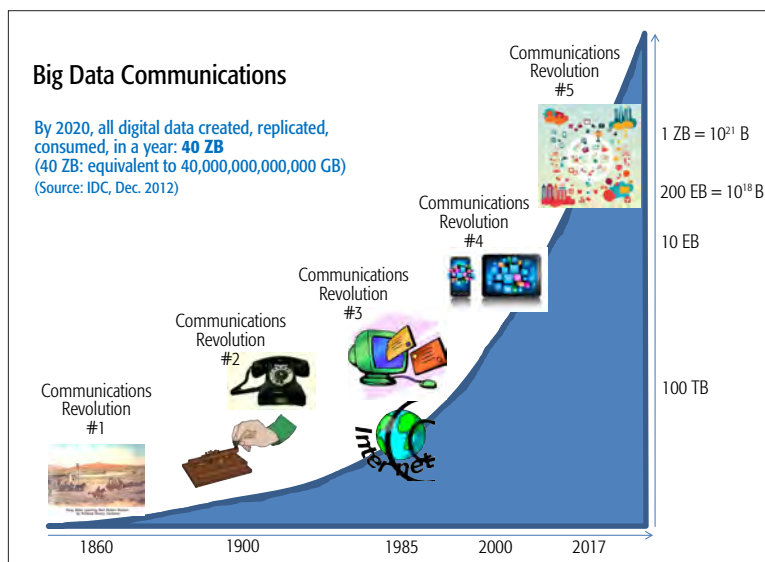 Big Data Communications
By 2020, all digital data created, replicated,
consumed, in a year: 40 ZB
(40 ZB: equivalent to 40,000,000,000,000 GB)
(Source: IDC, Dec. 2012)
Communications
Revolution
#5
1 ZB = 10²¹ B
200 EB = 10¹⁸ B
10 EB
Communications
Revolution
#4
Communications
Revolution
#3
Communications
Revolution
#2
100 TB
Communications
Revolution
#1
Internet
1860
1900
1985
2000
2017